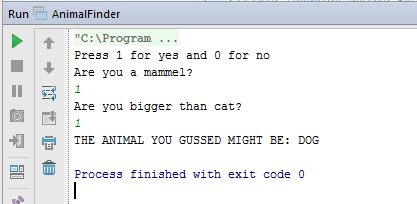 Run AnimalFinder
"C:\Program ...
Press 1 for yes and 0 for no
Are you a mammel?
1
Are you bigger than cat?
1
THE ANIMAL YOU GUSSED MIGHT BE: DOG
Process finished with exit code 0